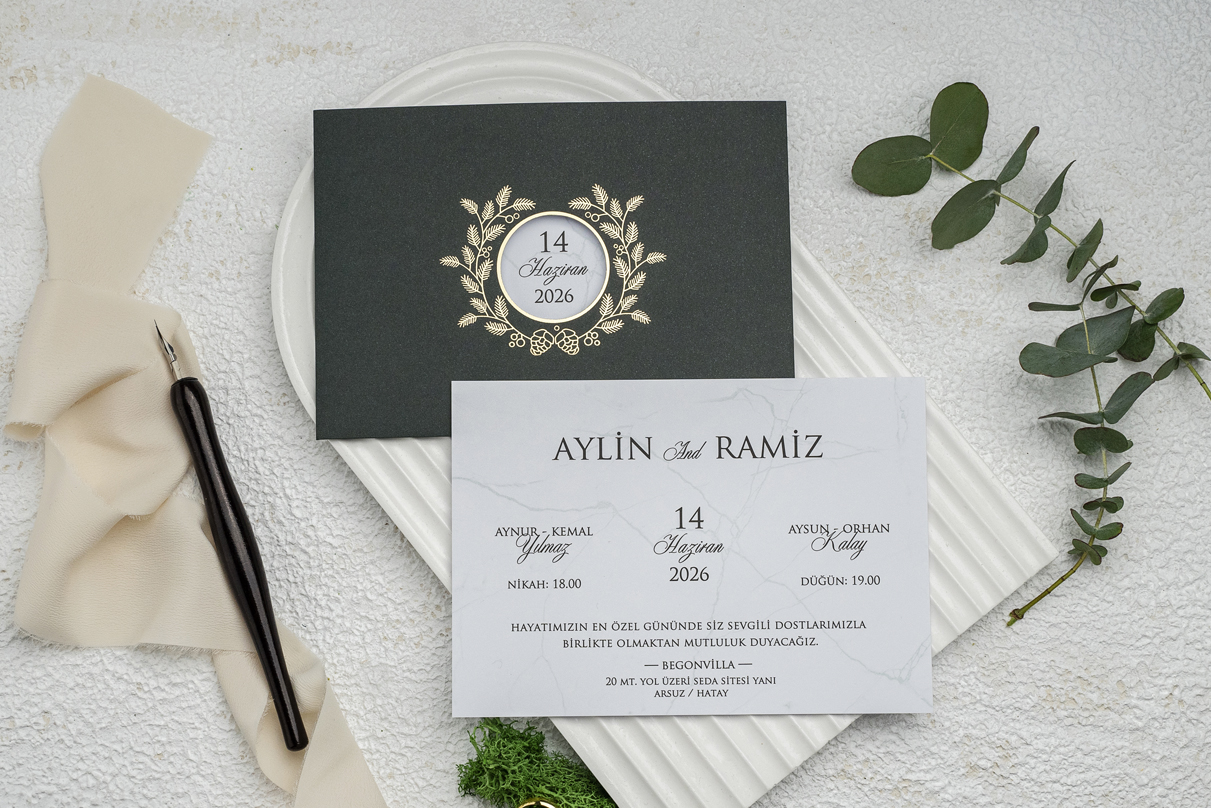 14
Haziran
2026
AYLİN And RAMİZ
AYNUR - KEMAL
Yılmaz
NİKAH: 18.00
14
Haziran
2026
AYSUN - ORHAN
Kalay
DÜĞÜN: 19.00
HAYATIMIZIN EN ÖZEL GÜNÜNDE SİZ SEVGİLİ DOSTLARIMIZLA
BİRLİKTE OLMAKTAN MUTLULUK DUYACAĞIZ.
— BEGONVİLLA —
20 MT. YOL ÜZERİ SEDA SİTESİ YANI
ARSUZ / HATAY